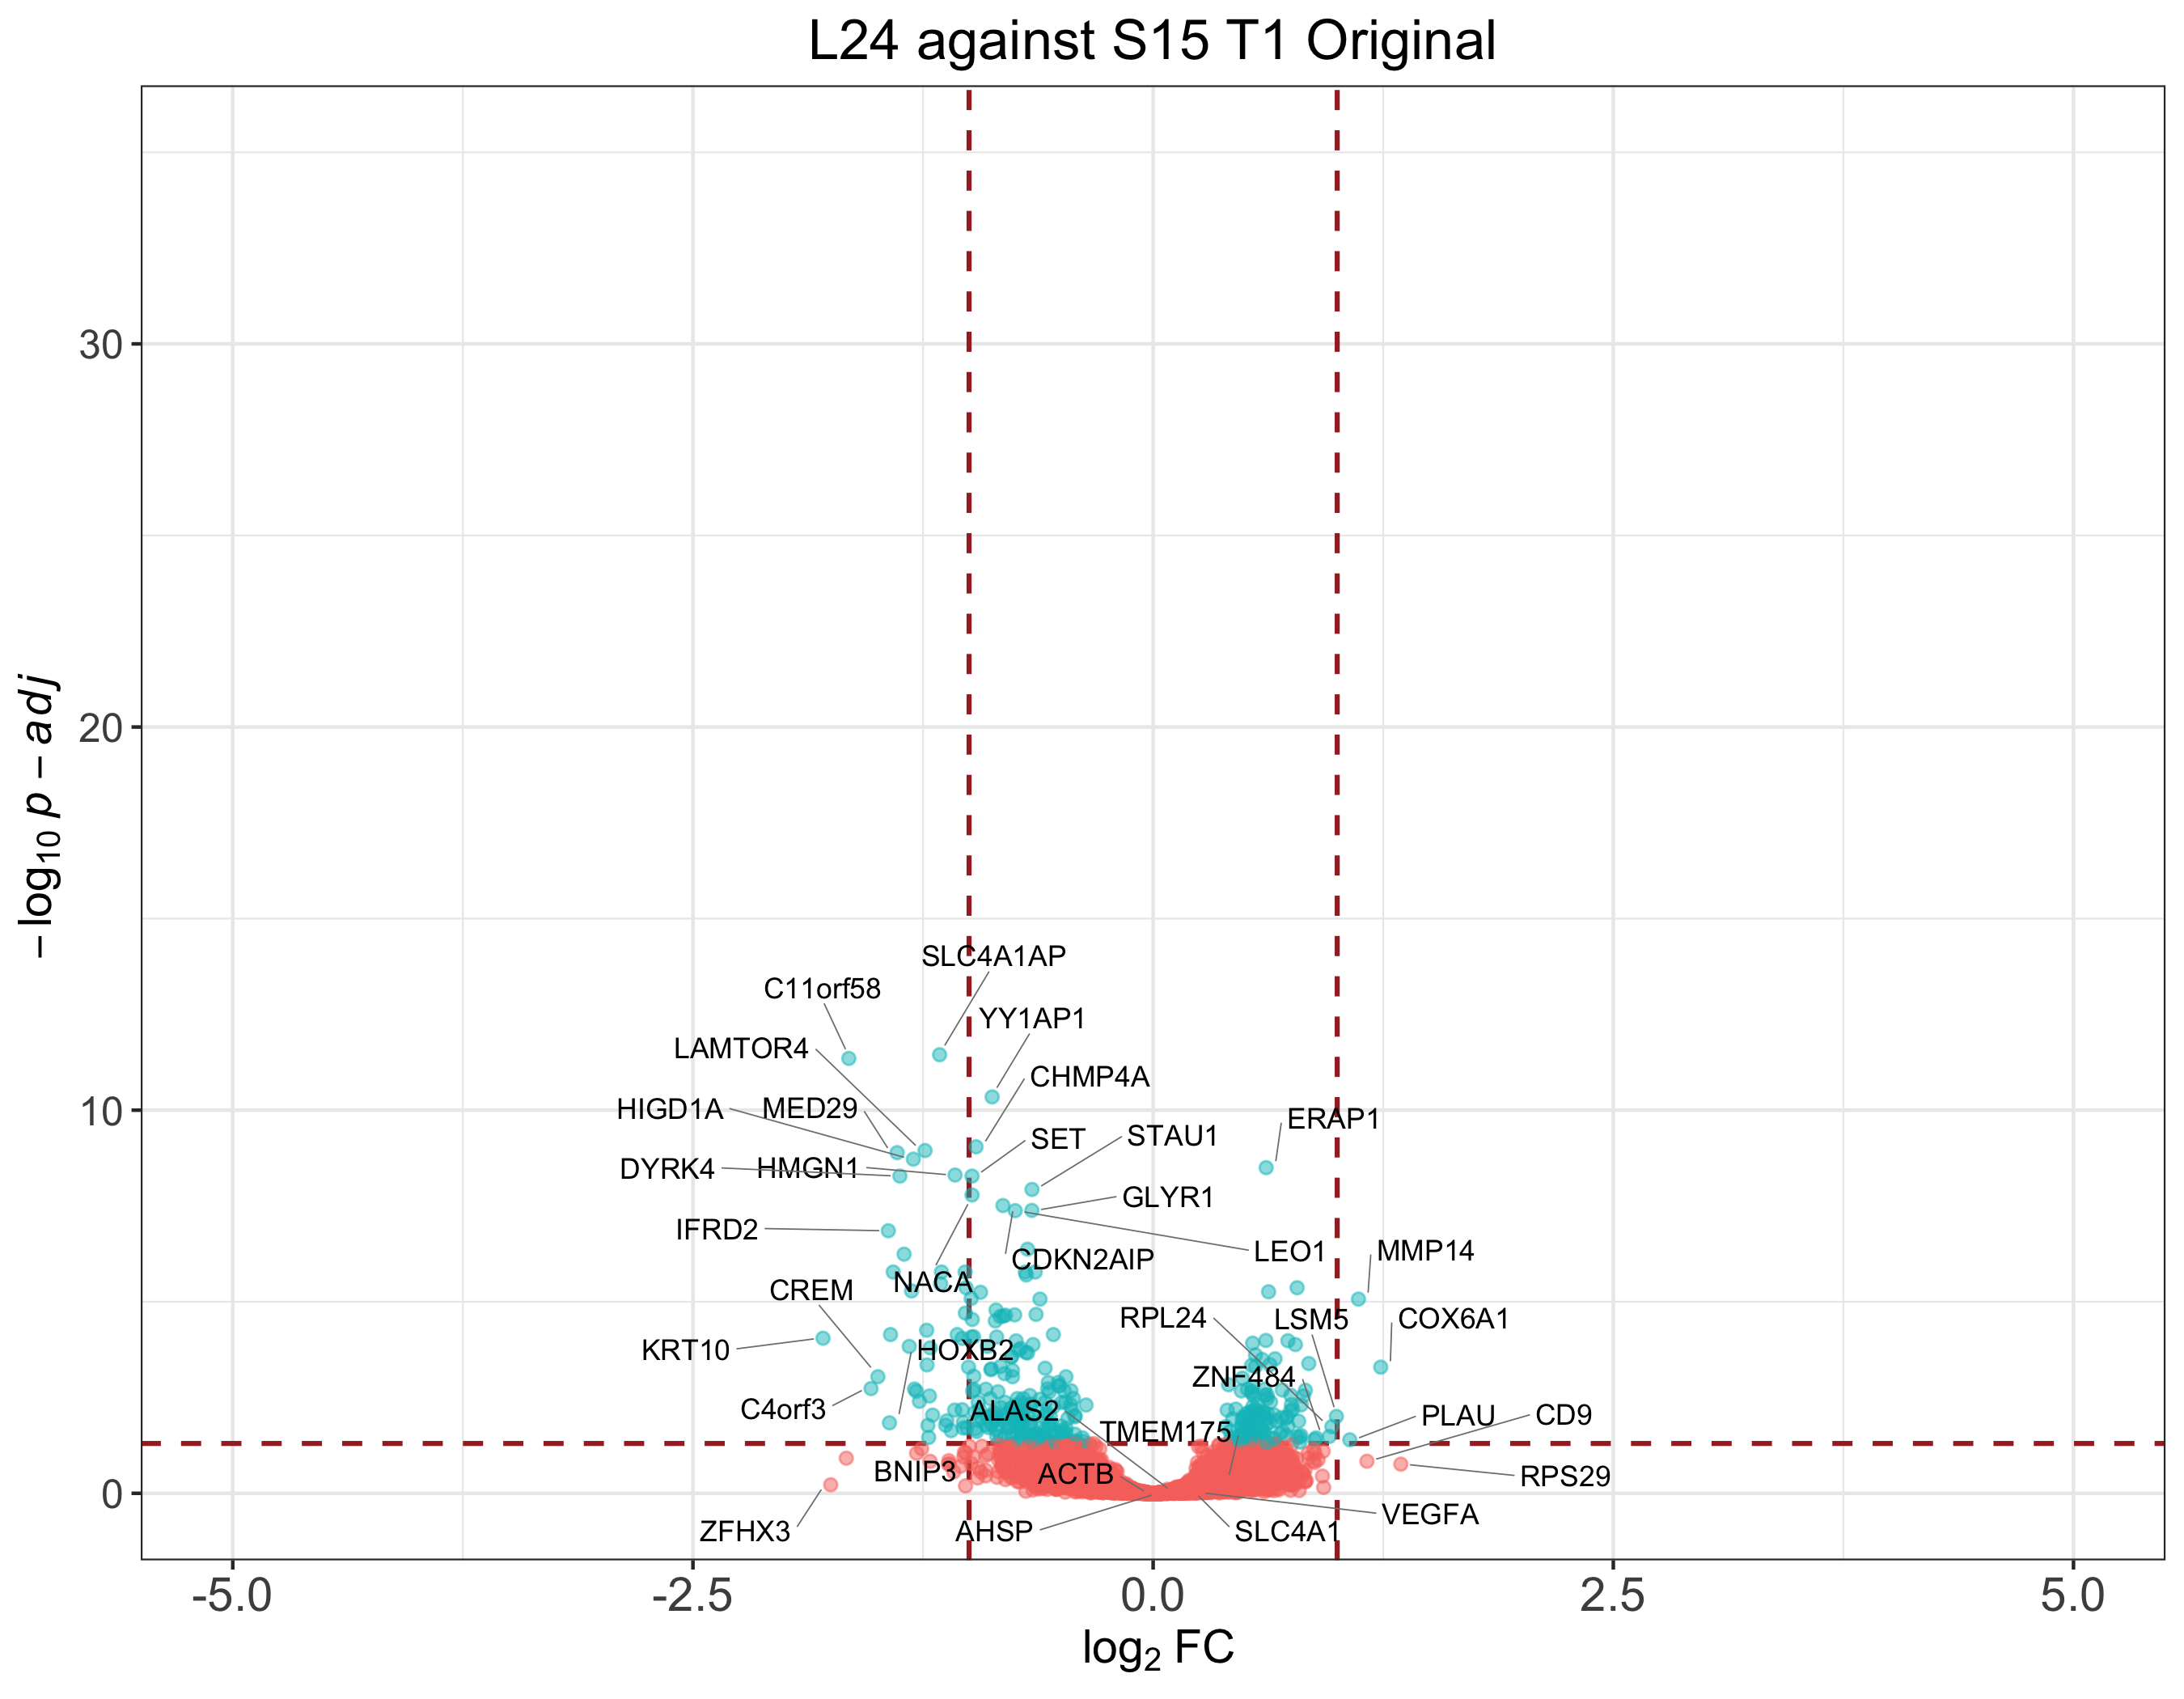 L24 against S15 T1 Original
−log10 p − adj
30
20
10
0
SLC4A1AP
C11orf58
YY1AP1
LAMTOR4
CHMP4A
HIGD1A
MED29
ERAP1
STAU1
SET
DYRK4
HMGN1
GLYR1
IFRD2
LEO1
MMP14
CDKN2AIP
NACA
CREM
RPL24
LSM5
COX6A1
KRT10
HOXB2
ZNF484
C4orf3
ALAS2
PLAU
CD9
TMEM175
BNIP3
ACTB
RPS29
VEGFA
ZFHX3
AHSP
SLC4A1
-5.0
-2.5
0.0
2.5
5.0
log2 FC